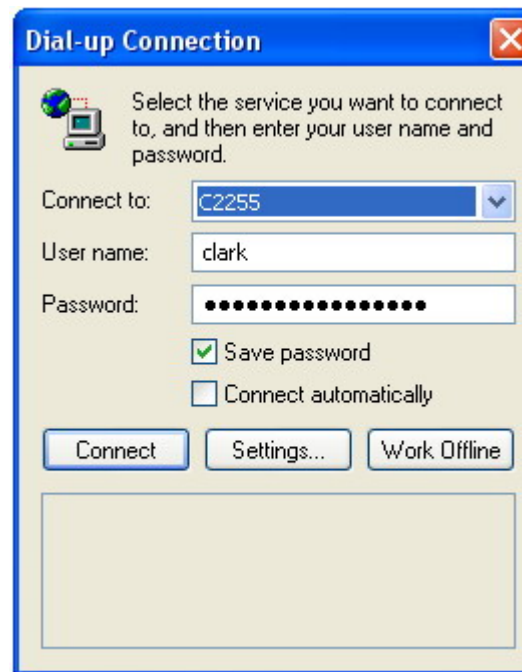 Dial-up Connection
Select the service you want to connect
to, and then enter your user name and
password.
Connect to: C2255
User name: clark
Password: ●●●●●●●●●●●●●●●●
Save password
Connect automatically
Connect Settings... Work Offline